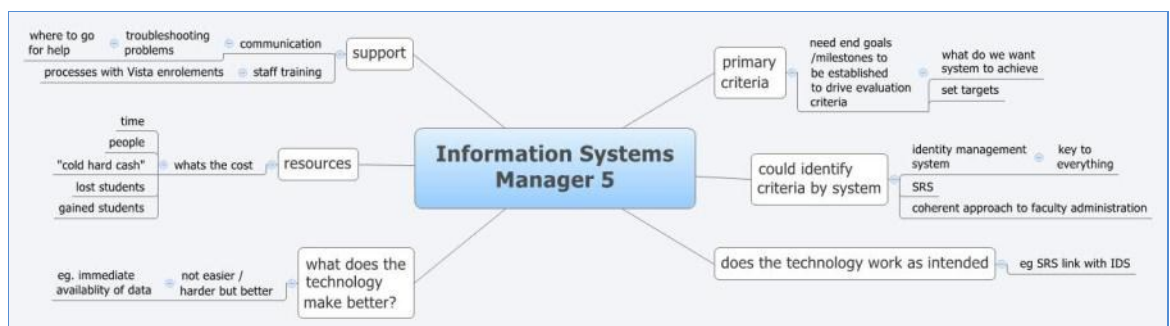 where to go
for help
troubleshooting
problems
communication
support
processes with Vista enrolements
staff training
time
people
"cold hard cash"
lost students
gained students
whats the cost
resources
eg. immediate
availablity of data
not easier /
harder but better
what does the
technology
make better?
Information Systems
Manager 5
primary
criteria
need end goals
/milestones to
be established
to drive evaluation
criteria
what do we want
system to achieve
set targets
could identify
criteria by system
identity management
system
key to
everything
SRS
coherent approach to faculty administration
does the technology work as intended
eg SRS link with IDS